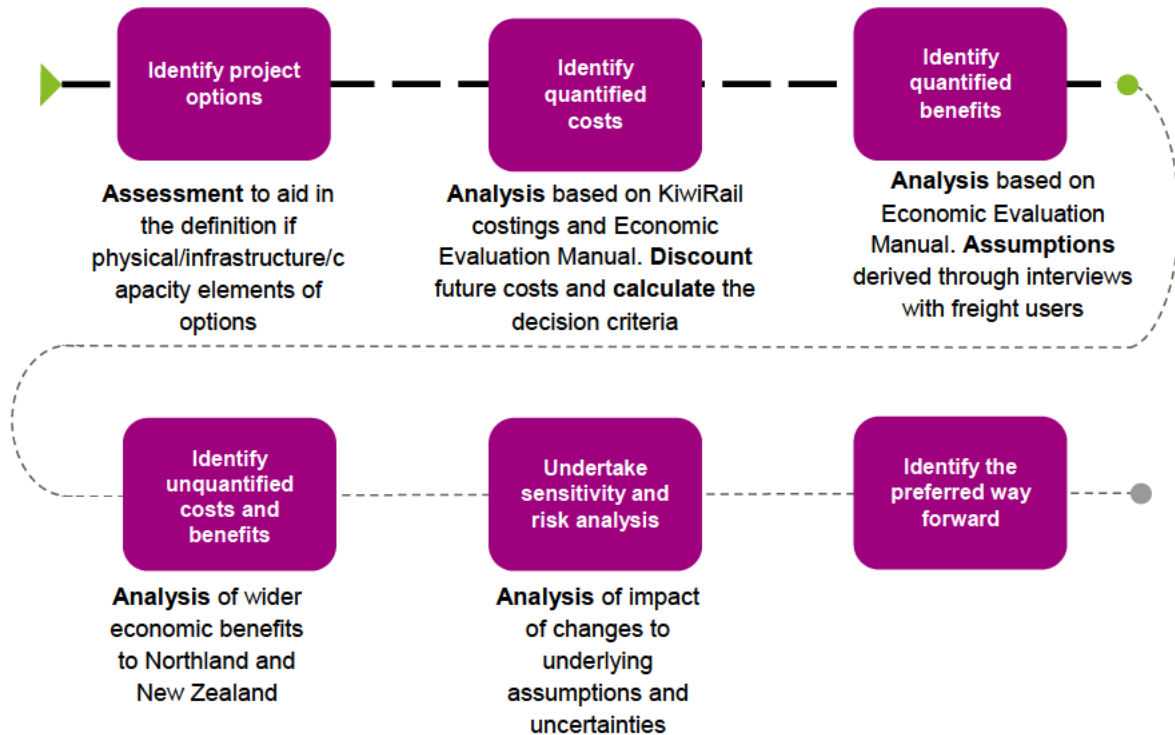 Identify project
options
Identify
quantified
costs
Identify
quantified
benefits
Assessment to aid in
the definition if
physical/infrastructure/c
apacity elements of
options
Analysis based on KiwiRail
costings and Economic
Evaluation Manual. Discount
future costs and calculate the
decision criteria
Analysis based on
Economic Evaluation
Manual. Assumptions
derived through interviews
with freight users
Identify
unquantified
costs and
benefits
Undertake
sensitivity and
risk analysis
Identify the
preferred way
forward
Analysis of wider
economic benefits
to Northland and
New Zealand
Analysis of impact
of changes to
underlying
assumptions and
uncertainties